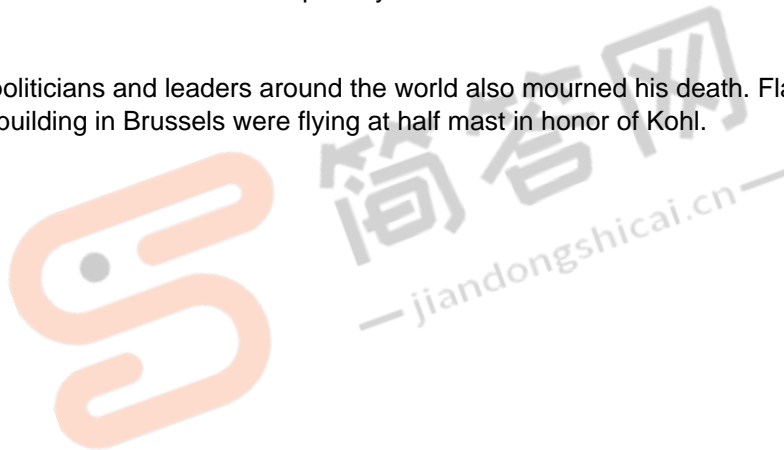 politicians and leaders around the world also mourned his death.
building in Brussels were flying at half mast in honor of Kohl.
简答网
jiandongshicai.cn